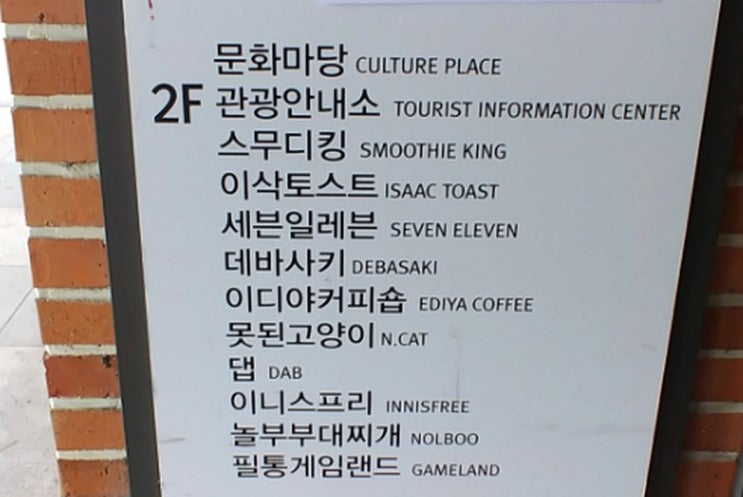 문화마당 CULTURE PLACE
2F 관광안내소 TOURIST INFORMATION CENTER
스무디킹 SMOOTHIE KING
이삭토스트 ISAAC TOAST
세븐일레븐 SEVEN ELEVEN
데바사키 DEBASAKI
이디야커피숍 EDIYA COFFEE
못된고양이 N.CAT
댑 DAB
이니스프리 INNISFREE
놀부부대찌개 NOLBOO
필통게임랜드 GAMELAND